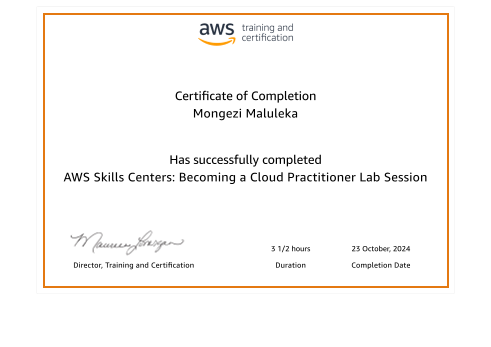 aws training and
certification
Certificate of Completion
Mongezi Maluleka
Has successfully completed
AWS Skills Centers: Becoming a Cloud Practitioner Lab Session
3 1/2 hours 23 October, 2024
Director, Training and Certification Duration Completion Date